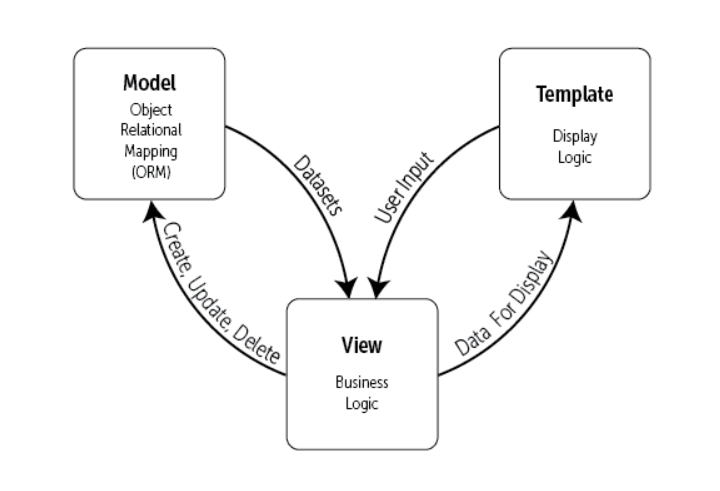 Model
Object
Relational
Mapping
(ORM)
Template
Display
Logic
Datasets
User Input
Create, Update, Delete
Data For Display
View
Business
Logic